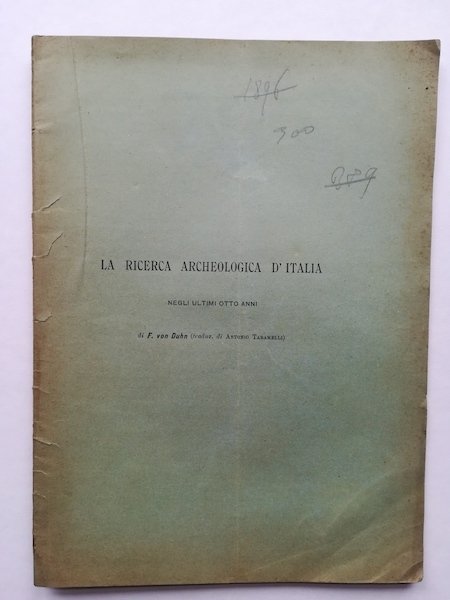 1896
300
LA RICERCA ARCHEOLOGICA D'ITALIA
NEGLI ULTIMI OTTO ANNI
di F. von Duhn (traduz. di ANTONIO TARAMELLI)